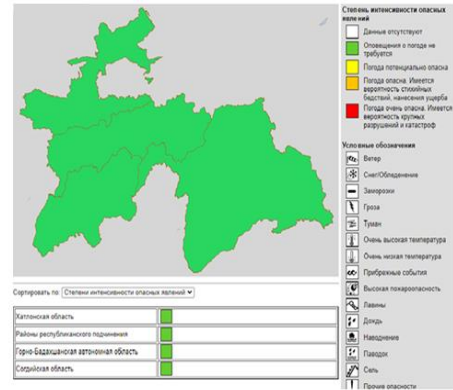 Степень интенсивности опасных
явлений
Данные отсутствуют
Оповещения о погоде не
требуется
Погода потенциально опасна
Погода опасна. Имеется
вероятность стихийных
бедствий, нанесения ущерба
Погода очень опасна. Имеется
вероятность крупных
разрушений и катастроф
Условные обозначения
Ветер
Снег/Обледенение
Заморозки
Гроза
Туман
Очень высокая температура
Очень низкая температура
Прибрежные события
Высокая пожароопасность
Лавины
Дождь
Наводнение
Паводок
Сель
Прочие опасности
Сортировать по: Степени интенсивности опасных явлений
Хатлонская область
Районы республиканского подчинения
Горно-Бадахшанская автономная область
Согдийская область